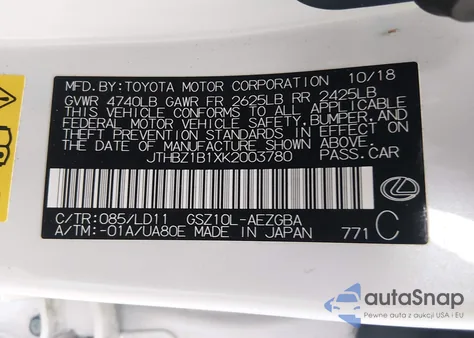 MFD. BY: TOYOTA MOTOR CORPORATION 10/18
GVWR 4740LB GAWR FR 2625LB RR 2425LB
THIS VEHICLE CONFORMS TO ALL APPLICABLE
FEDERAL MOTOR VEHICLE SAFETY, BUMPER, AND
THEFT PREVENTION STANDARDS IN EFFECT ON
THE DATE OF MANUFACTURE SHOWN ABOVE.
JTHBZ1B1XK2003780 PASS.CAR
C/TR:085/LD11 GSZ10L-AEZGBA
A/TM:-01A/UA80E MADE IN JAPAN 771 C
autoSnap
Pewne auta z aukcji USA i EU